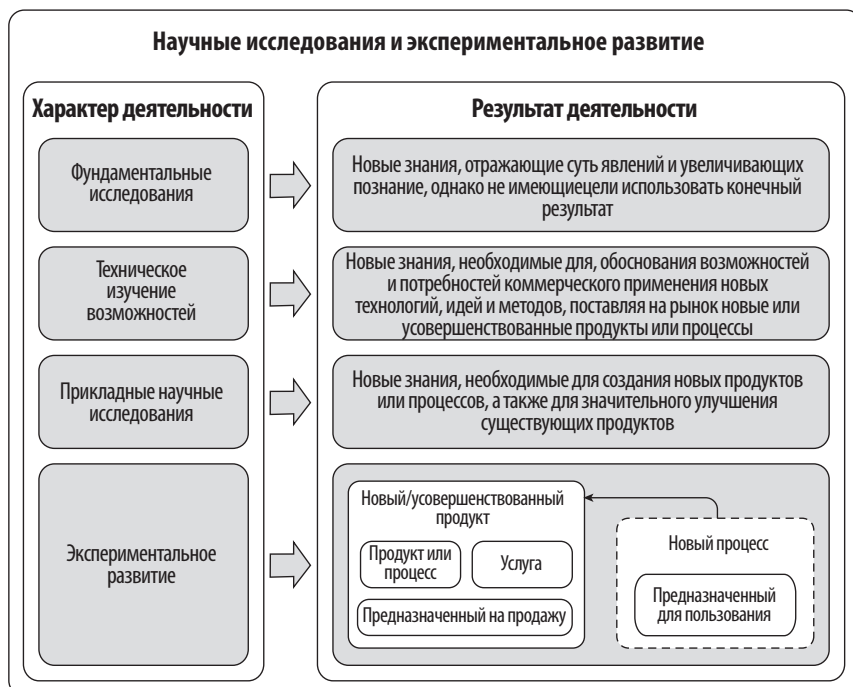 Научные исследования и экспериментальное развитие
Характер деятельности
Результат деятельности
Фундаментальные
исследования
Новые знания, отражающие суть явлений и увеличивающих
познание, однако не имеющиецели использовать конечный
результат
Техническое
изучение
возможностей
Новые знания, необходимые для, обоснования возможностей
и потребностей коммерческого применения новых
технологий, идей и методов, поставляя на рынок новые или
усовершенствованные продукты или процессы
Прикладные научные
исследования
Новые знания, необходимые для создания новых продуктов
или процессов, а также для значительного улучшения
существующих продуктов
Экспериментальное
развитие
Новый/усовершенствованный
продукт
Продукт или
процесс
Услуга
Предназначенный на продажу
Новый процесс
Предназначенный
для пользования